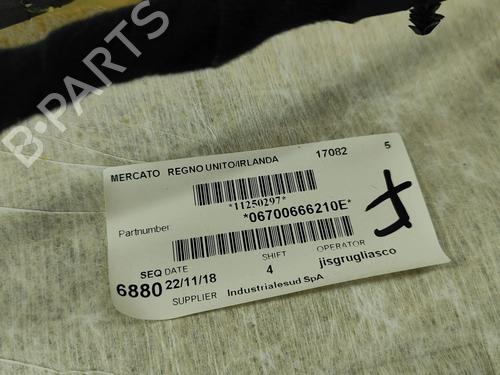 B-PARTS
MERCATO REGNO UNITO/IRLANDA 17082 5
*11250297*
Partnumber *06700666210E*
SEQ DATE SHIFT OPERATOR
6880 22/11/18 4 jisgrugliasco
SUPPLIER Industrialesud SpA